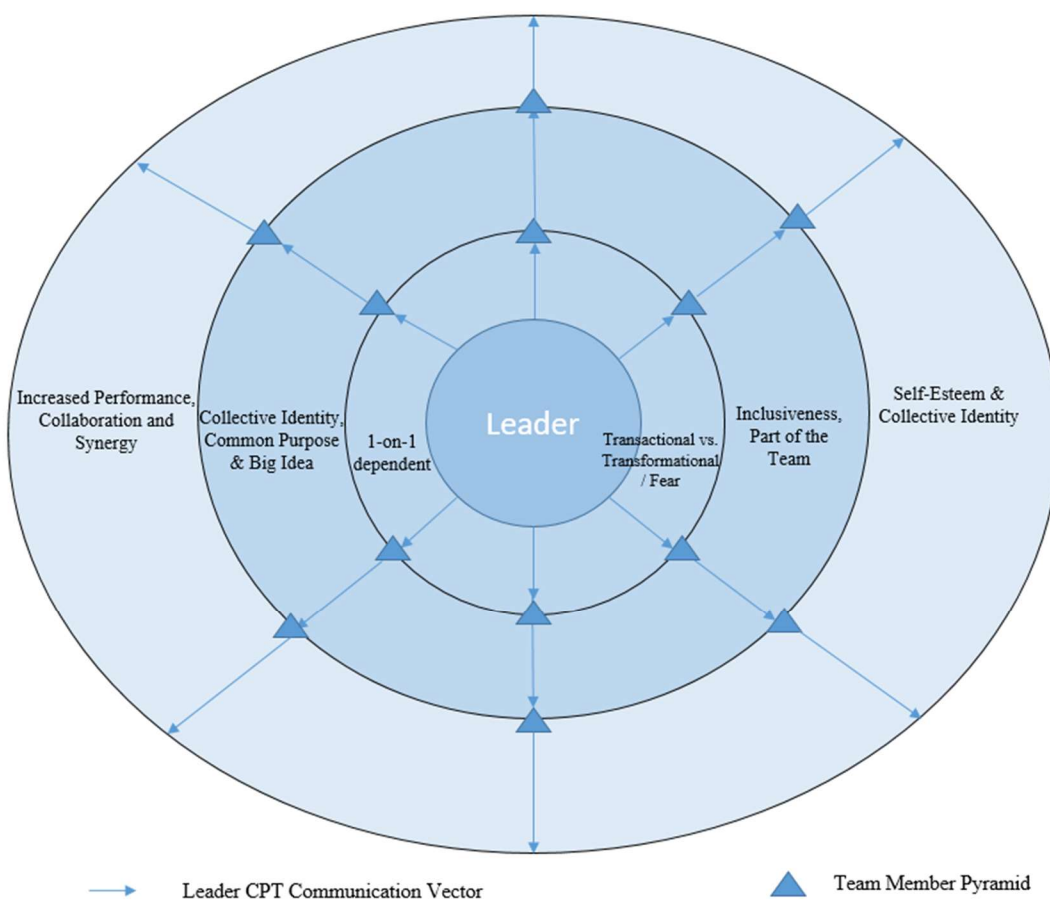 Leader
Increased Performance,
Collaboration and
Synergy
Collective Identity,
Common Purpose
& Big Idea
1-on-1
dependent
Transactional vs.
Transformational
/ Fear
Inclusiveness,
Part of the
Team
Self-Esteem &
Collective Identity
Leader CPT Communication Vector
Team Member Pyramid